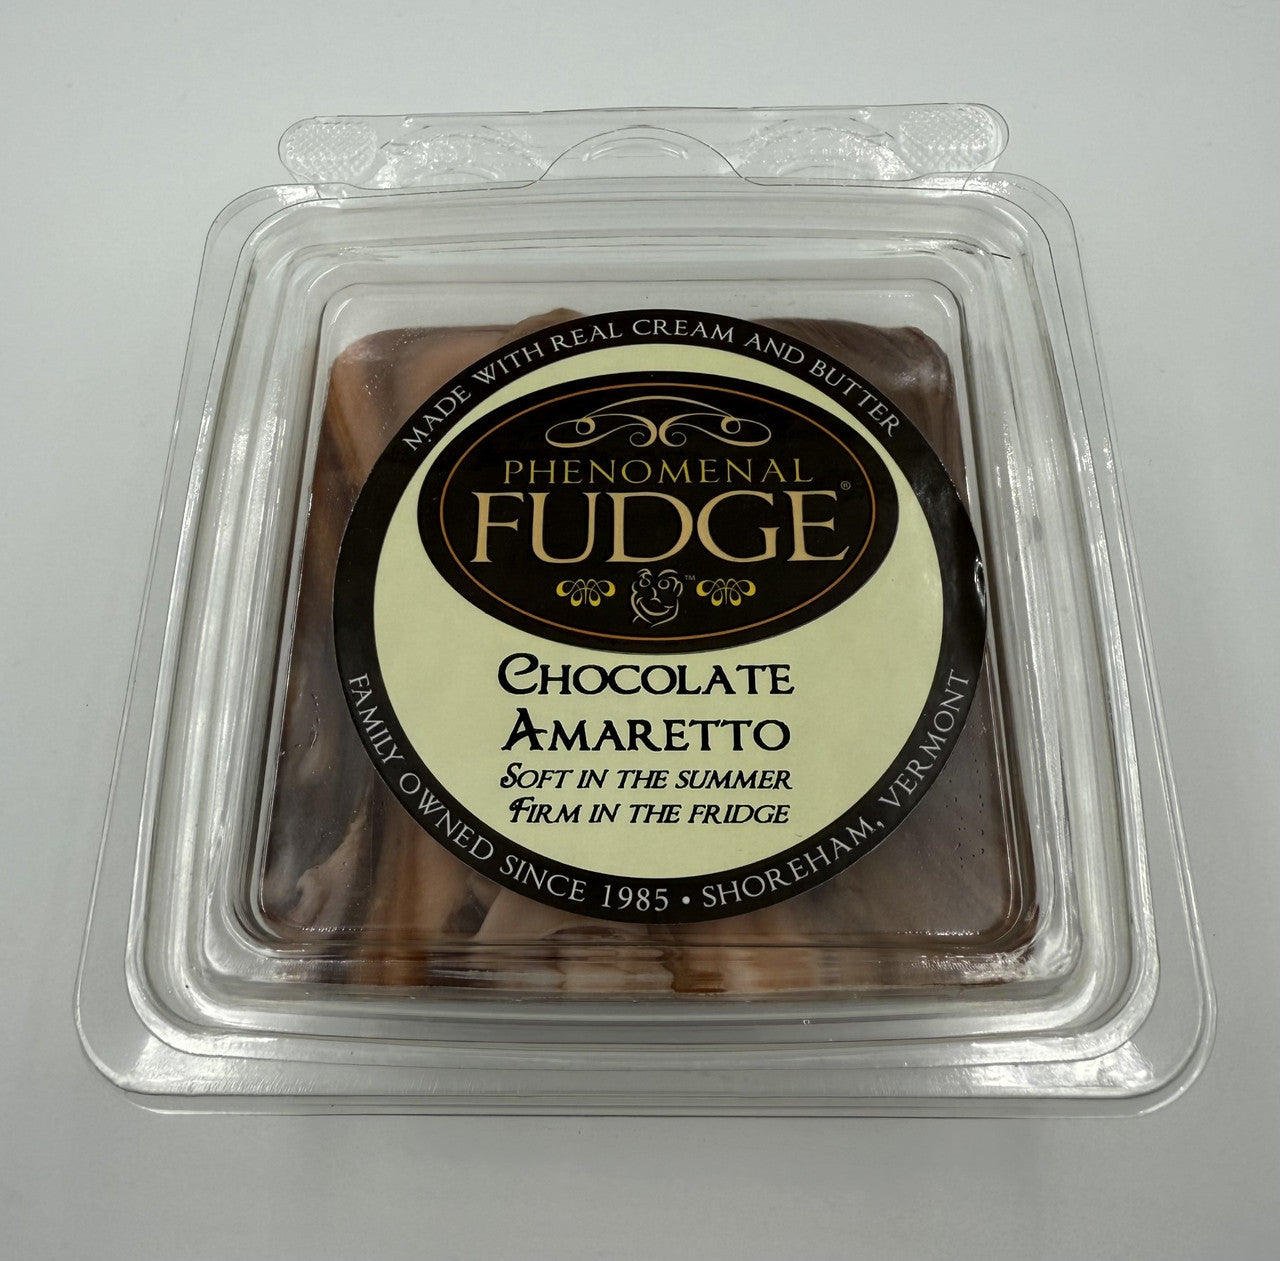 MADE WITH REAL CREAM AND BUTTER
PHENOMENAL
FUDGE®
™
CHOCOLATE
AMARETTO
SOFT IN THE SUMMER
FIRM IN THE FRIDGE
FAMILY OWNED SINCE 1985 • SHOREHAM, VERMONT